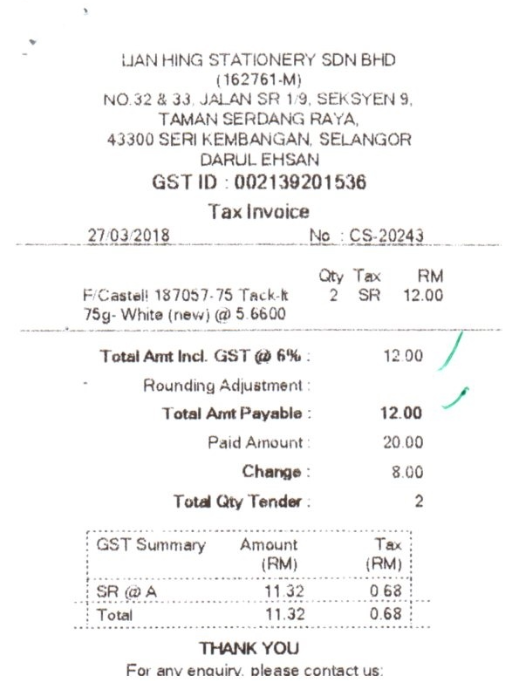 LIAN HING STATIONERY SDN BHD
(162761-M)
NO.32 & 33, JALAN SR 1/9, SEKSYEN 9,
TAMAN SERDANG RAYA,
43300 SERI KEMBANGAN, SELANGOR
DARUL EHSAN
GST ID : 002139201536
Tax Invoice
27/03/2018 No : CS-20243
Qty Tax RM
F/Castell 187057-75 Tack-It 2 SR 12.00
75g- White (new) @ 5.6600
Total Amt Incl. GST @ 6% : 12.00
Rounding Adjustment :
Total Amt Payable : 12.00
Paid Amount : 20.00
Change : 8.00
Total Qty Tender : 2
GST Summary Amount Tax
(RM) (RM)
SR @ A 11.32 0.68
Total 11.32 0.68
THANK YOU
For any enquiry, please contact us: